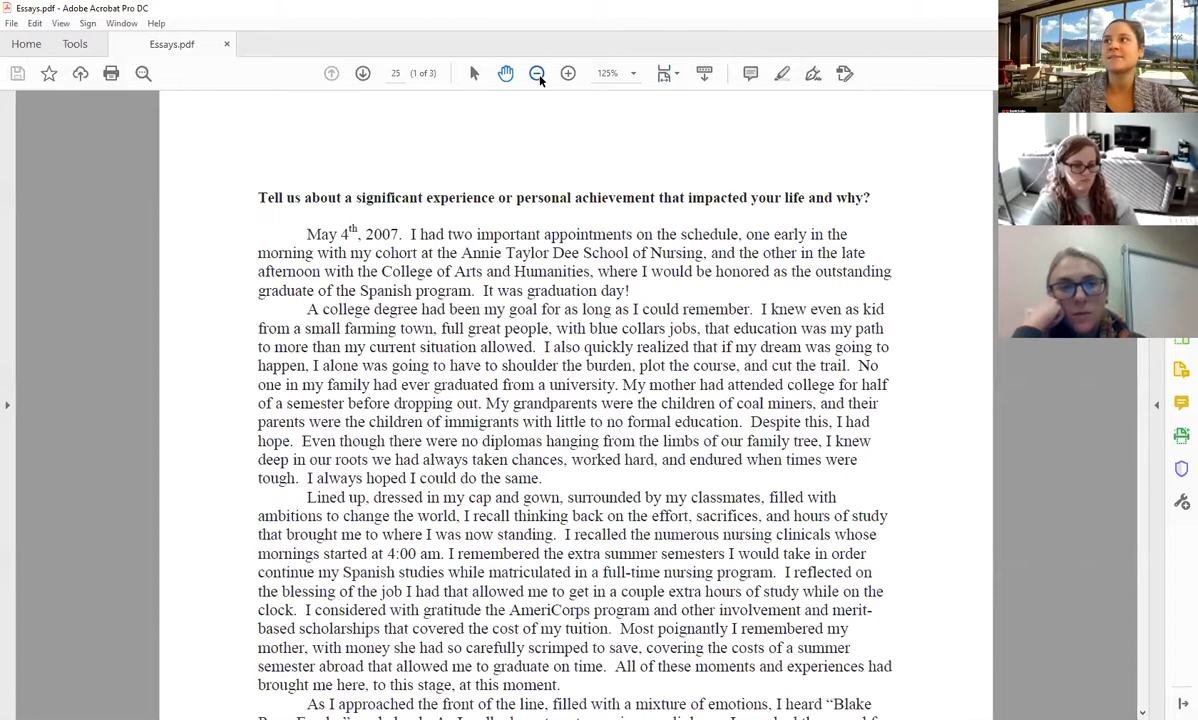 Essays.pdf - Adobe Acrobat Pro DC
File Edit View Sign Window Help
Home Tools Essays.pdf ×
25 (1 of 3) 125%
Tell us about a significant experience or personal achievement that impacted your life and why?
May 4th, 2007. I had two important appointments on the schedule, one early in the
morning with my cohort at the Annie Taylor Dee School of Nursing, and the other in the late
afternoon with the College of Arts and Humanities, where I would be honored as the outstanding
graduate of the Spanish program. It was graduation day!
A college degree had been my goal for as long as I could remember. I knew even as kid
from a small farming town, full great people, with blue collars jobs, that education was my path
to more than my current situation allowed. I also quickly realized that if my dream was going to
happen, I alone was going to have to shoulder the burden, plot the course, and cut the trail. No
one in my family had ever graduated from a university. My mother had attended college for half
of a semester before dropping out. My grandparents were the children of coal miners, and their
parents were the children of immigrants with little to no formal education. Despite this, I had
hope. Even though there were no diplomas hanging from the limbs of our family tree, I knew
deep in our roots we had always taken chances, worked hard, and endured when times were
tough. I always hoped I could do the same.
Lined up, dressed in my cap and gown, surrounded by my classmates, filled with
ambitions to change the world, I recall thinking back on the effort, sacrifices, and hours of study
that brought me to where I was now standing. I recalled the numerous nursing clinicals whose
mornings started at 4:00 am. I remembered the extra summer semesters I would take in order
continue my Spanish studies while matriculated in a full-time nursing program. I reflected on
the blessing of the job I had that allowed me to get in a couple extra hours of study while on the
clock. I considered with gratitude the AmeriCorps program and other involvement and merit-
based scholarships that covered the cost of my tuition. Most poignantly I remembered my
mother, with money she had so carefully scrimped to save, covering the costs of a summer
semester abroad that allowed me to graduate on time. All of these moments and experiences had
brought me here, to this stage, at this moment.
As I approached the front of the line, filled with a mixture of emotions, I heard “Blake